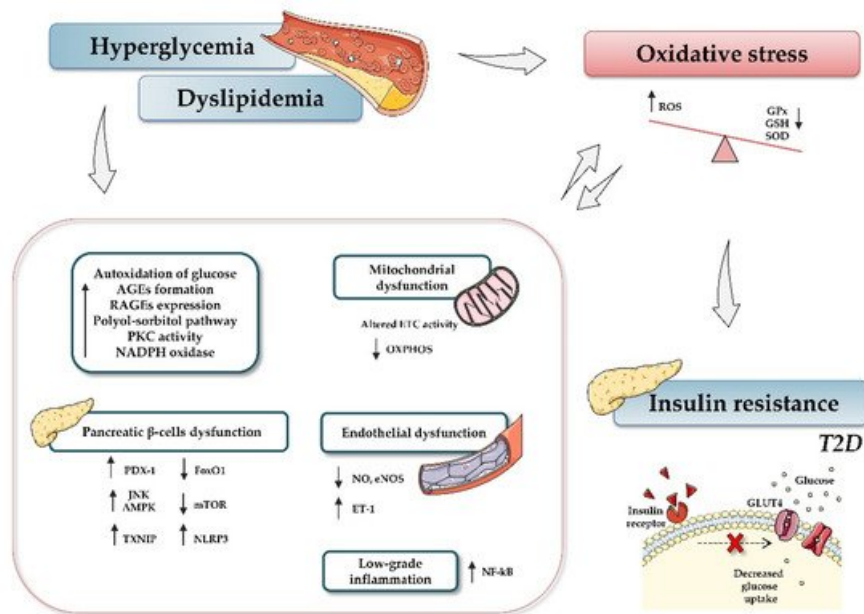 Hyperglycemia
Dyslipidemia
Oxidative stress
ROS
GPx
GSH
SOD
Autoxidation of glucose
AGEs formation
RAGEs expression
Polyol-sorbitol pathway
PKC activity
NADPH oxidase
Mitochondrial
dysfunction
Altered ETC activity
OXPHOS
Pancreatic β-cells dysfunction
PDX-1
FoxO1
JNK
AMPK
mTOR
TXNIP
NLRP3
Endothelial dysfunction
NO, eNOS
ET-1
Low-grade
inflammation
NF-kB
Insulin resistance
T2D
Glucose
GLUT4
Insulin
receptor
Decreased
glucose
uptake